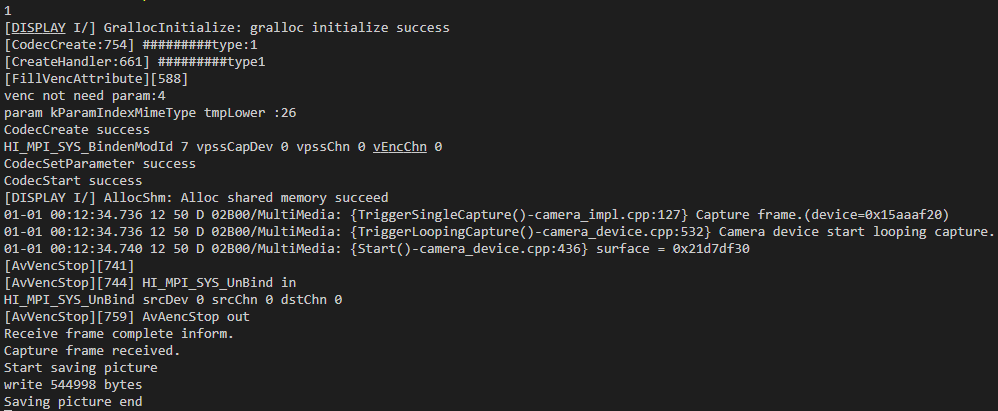 1
[DISPLAY I/] GrallocInitialize: gralloc initialize success
[CodecCreate:754] #########type:1
[CreateHandler:661] #########type1
[FillVencAttribute][588]
venc not need param:4
param kParamIndexMimeType tmpLower :26
CodecCreate success
HI_MPI_SYS_BindenModId 7 vpssCapDev 0 vpssChn 0 vEncChn 0
CodecSetParameter success
CodecStart success
[DISPLAY I/] AllocShm: Alloc shared memory succeed
01-01 00:12:34.736 12 50 D 02B00/MultiMedia: {TriggerSingleCapture()-camera_impl.cpp:127} Capture frame.(device=0x15aaaf20)
01-01 00:12:34.736 12 50 D 02B00/MultiMedia: {TriggerLoopingCapture()-camera_device.cpp:532} Camera device start looping capture.
01-01 00:12:34.740 12 50 D 02B00/MultiMedia: {Start()-camera_device.cpp:436} surface = 0x21d7df30
[AvVencStop][741]
[AvVencStop][744] HI_MPI_SYS_UnBind in
HI_MPI_SYS_UnBind srcDev 0 srcChn 0 dstChn 0
[AvVencStop][759] AvAencStop out
Receive frame complete inform.
Capture frame received.
Start saving picture
write 544998 bytes
Saving picture end